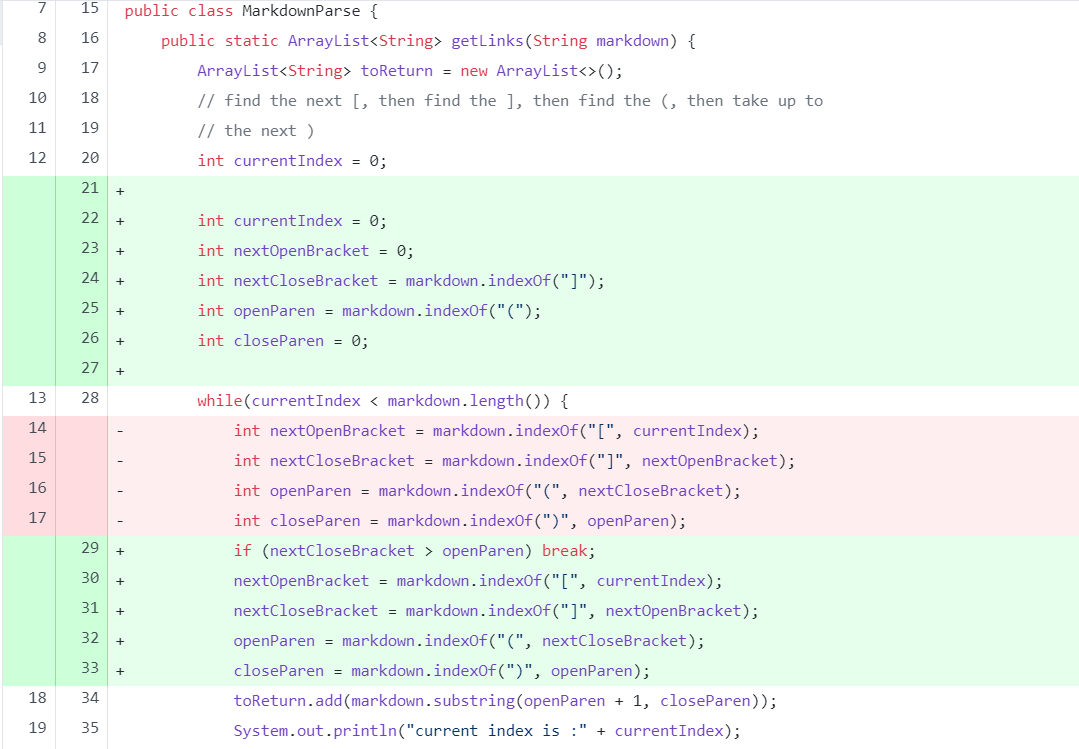 7 15 public class MarkdownParse {
8 16 public static ArrayList<String> getLinks(String markdown) {
9 17 ArrayList<String> toReturn = new ArrayList<>();
10 18 // find the next [, then find the ], then find the (, then take up to
11 19 // the next )
12 20 int currentIndex = 0;
21 +
22 + int currentIndex = 0;
23 + int nextOpenBracket = 0;
24 + int nextCloseBracket = markdown.indexOf("]");
25 + int openParen = markdown.indexOf("(");
26 + int closeParen = 0;
27 +
13 28 while(currentIndex < markdown.length()) {
14 - int nextOpenBracket = markdown.indexOf("[", currentIndex);
15 - int nextCloseBracket = markdown.indexOf("]", nextOpenBracket);
16 - int openParen = markdown.indexOf("(", nextCloseBracket);
17 - int closeParen = markdown.indexOf(")", openParen);
29 + if (nextCloseBracket > openParen) break;
30 + nextOpenBracket = markdown.indexOf("[", currentIndex);
31 + nextCloseBracket = markdown.indexOf("]", nextOpenBracket);
32 + openParen = markdown.indexOf("(", nextCloseBracket);
33 + closeParen = markdown.indexOf(")", openParen);
18 34 toReturn.add(markdown.substring(openParen + 1, closeParen));
19 35 System.out.println("current index is :" + currentIndex);